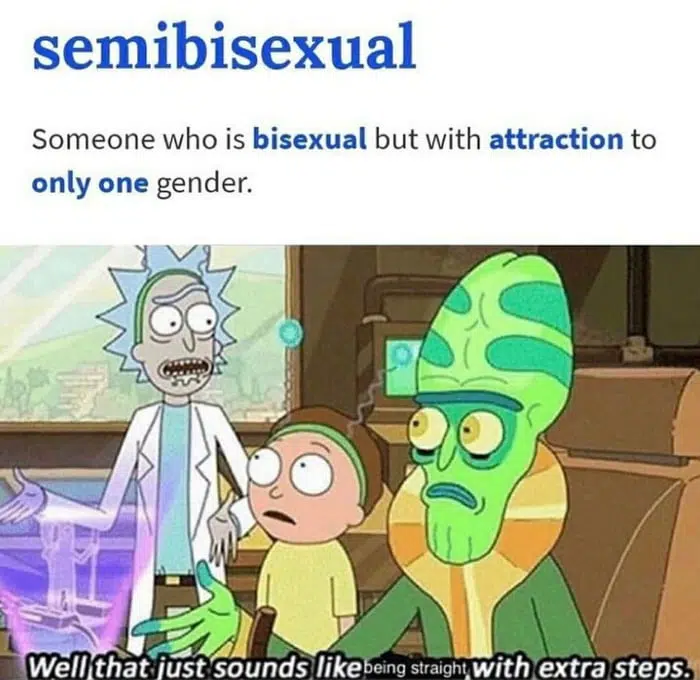 semibisexual
Someone who is bisexual but with attraction to
only one gender.
Well,that just sounds like being straight, with extra steps.